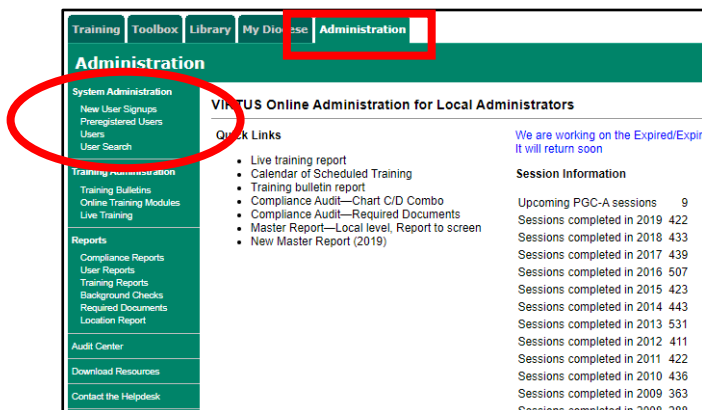 Training Toolbox Library My Diocese Administration
Administration
System Administration
New User Signups
Preregistered Users
Users
User Search
Training Administration
Training Bulletins
Online Training Modules
Live Training
Reports
Compliance Reports
User Reports
Training Reports
Background Checks
Required Documents
Location Report
Audit Center
Download Resources
Contact the Helpdesk
VIRTUS Online Administration for Local Administrators
Quick Links
• Live training report
• Calendar of Scheduled Training
• Training bulletin report
• Compliance Audit—Chart C/D Combo
• Compliance Audit—Required Documents
• Master Report—Local level, Report to screen
• New Master Report (2019)
We are working on the Expired/Expir
It will return soon
Session Information
Upcoming PGC-A sessions 9
Sessions completed in 2019 422
Sessions completed in 2018 433
Sessions completed in 2017 439
Sessions completed in 2016 507
Sessions completed in 2015 423
Sessions completed in 2014 443
Sessions completed in 2013 531
Sessions completed in 2012 411
Sessions completed in 2011 422
Sessions completed in 2010 436
Sessions completed in 2009 363
Sessions completed in 2008 288